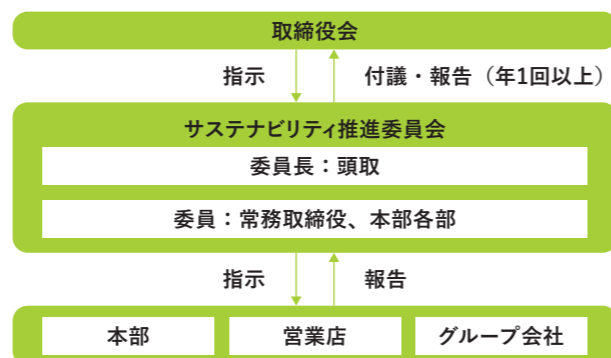 取締役会
指示 付議・報告（年1回以上）
サステナビリティ推進委員会
委員長：頭取
委員：常務取締役、本部各部
指示 報告
本部 営業店 グループ会社